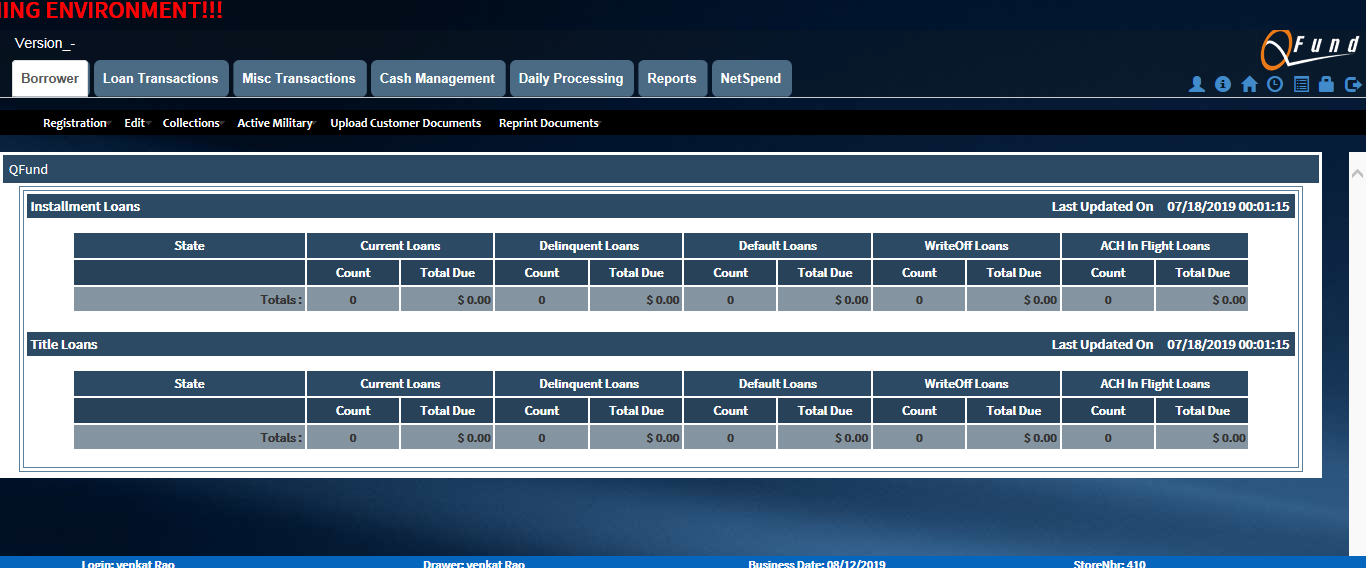 ING ENVIRONMENT!!!
Version_-
QFund
Borrower Loan Transactions Misc Transactions Cash Management Daily Processing Reports NetSpend
Registration Edit Collections Active Military Upload Customer Documents Reprint Documents
QFund
Installment Loans Last Updated On 07/18/2019 00:01:15
State Current Loans Delinquent Loans Default Loans WriteOff Loans ACH In Flight Loans
Count Total Due Count Total Due Count Total Due Count Total Due Count Total Due
Totals : 0 $ 0.00 0 $ 0.00 0 $ 0.00 0 $ 0.00 0 $ 0.00
Title Loans Last Updated On 07/18/2019 00:01:15
State Current Loans Delinquent Loans Default Loans WriteOff Loans ACH In Flight Loans
Count Total Due Count Total Due Count Total Due Count Total Due Count Total Due
Totals : 0 $ 0.00 0 $ 0.00 0 $ 0.00 0 $ 0.00 0 $ 0.00
Login: venkat Rao Drawer: venkat Rao Business Date: 08/12/2019 StoreNbr: 410